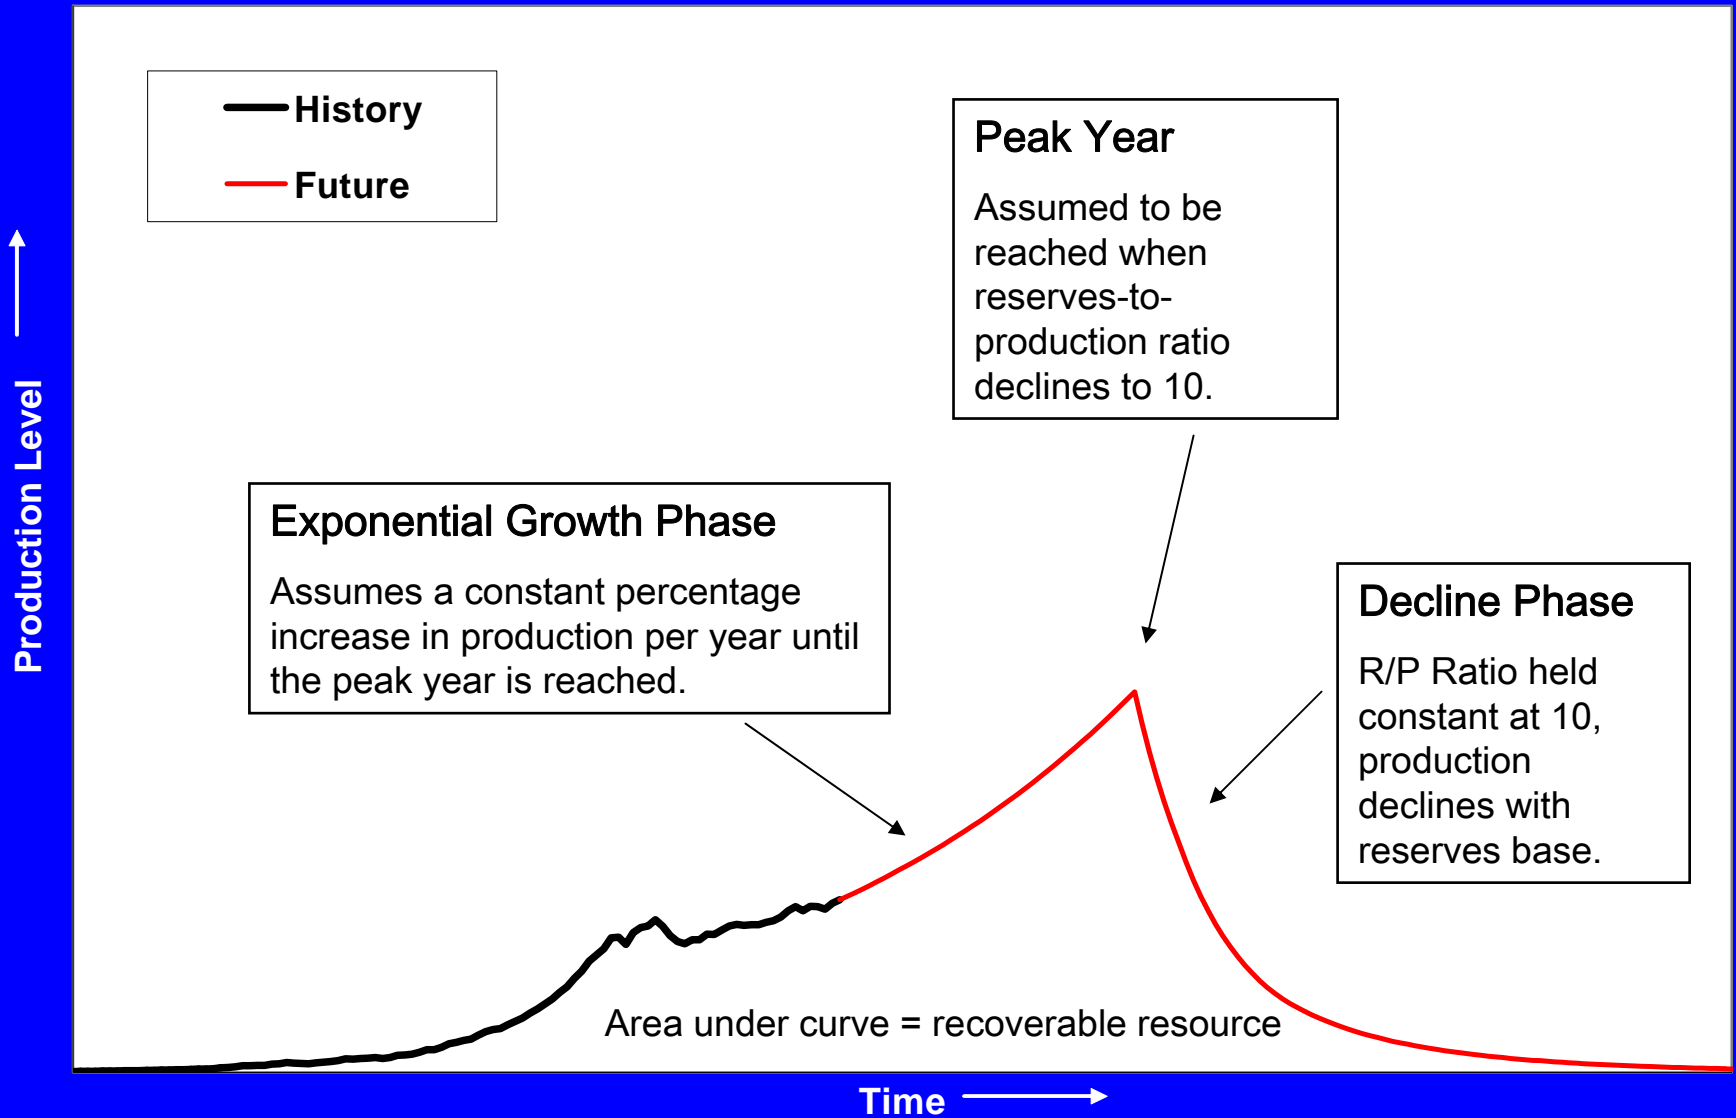 History
Future
Peak Year
Assumed to be
reached when
reserves-to-
production ratio
declines to 10.
Exponential Growth Phase
Assumes a constant percentage
increase in production per year until
the peak year is reached.
Decline Phase
R/P Ratio held
constant at 10,
production
declines with
reserves base.
Production Level
Area under curve = recoverable resource
Time